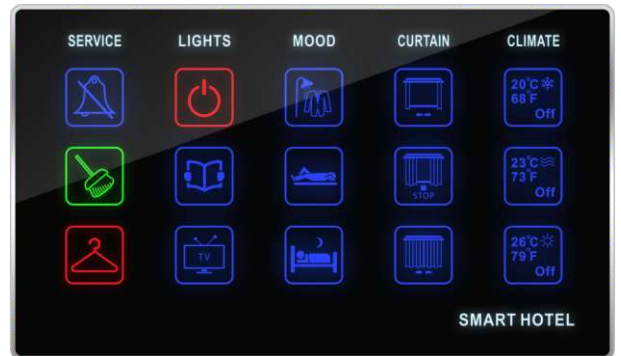 SERVICE LIGHTS MOOD CURTAIN CLIMATE
20°C
68°F
Off
STOP
23°C
73°F
Off
TV
26°C
79°F
Off
SMART HOTEL